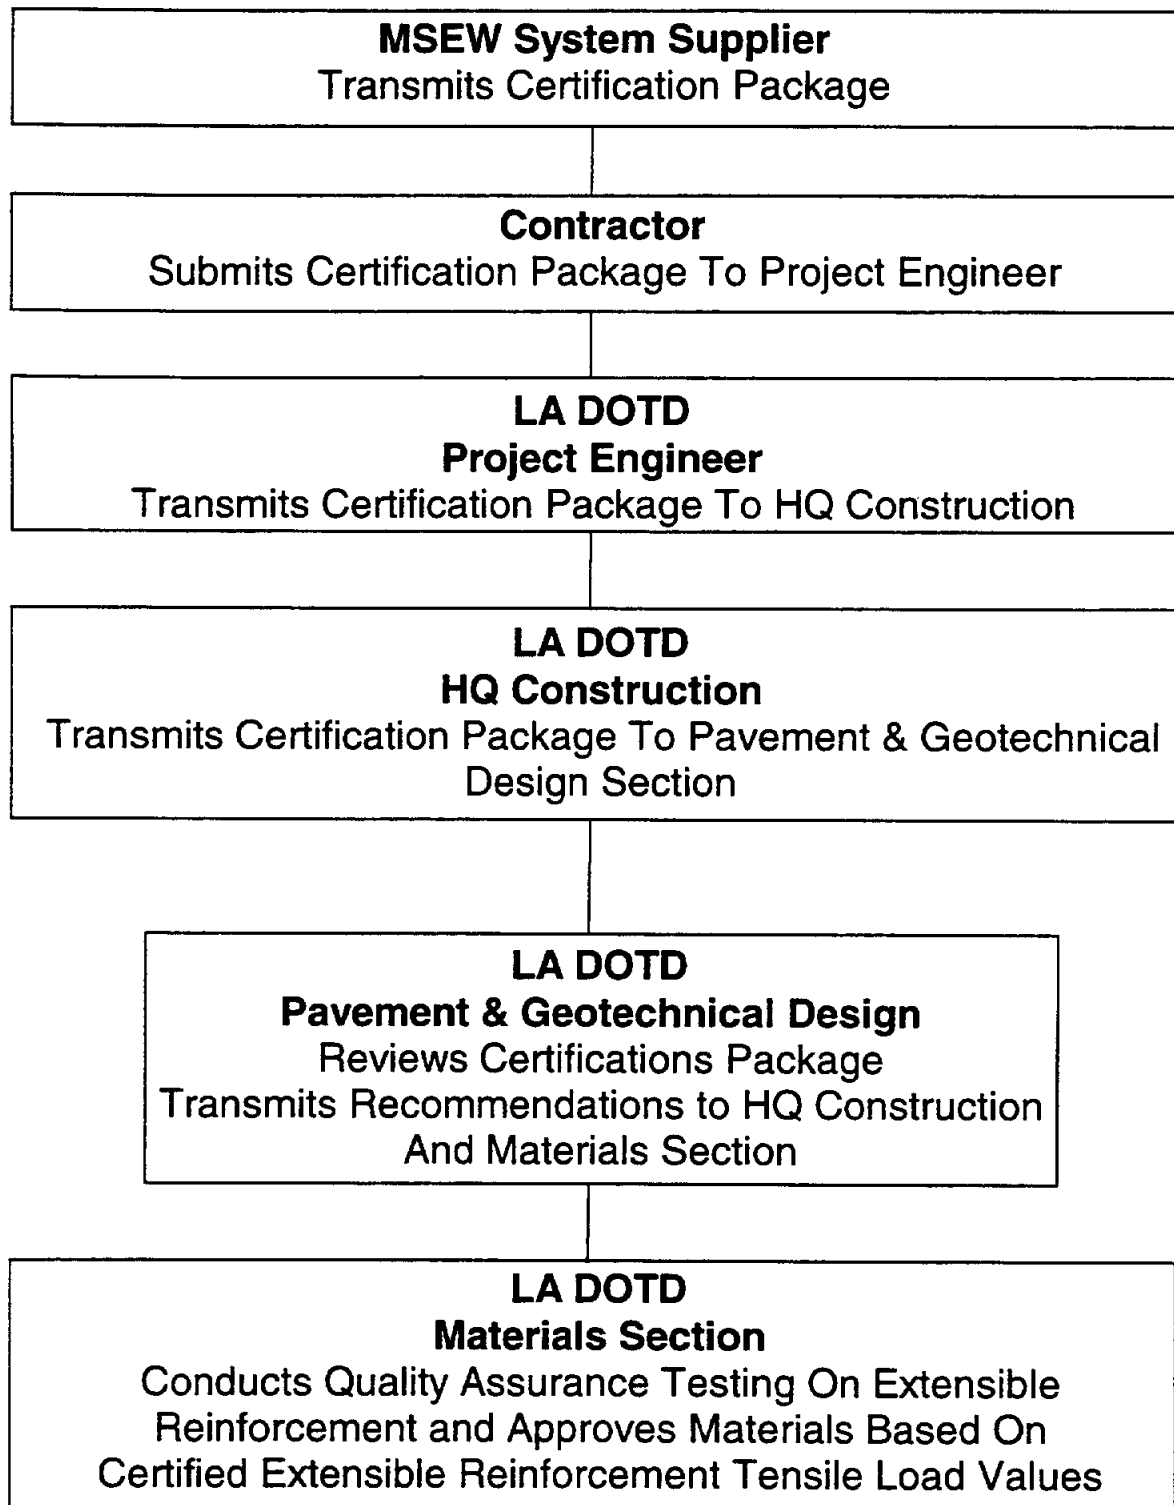 MSEW System Supplier
Transmits Certification Package
Contractor
Submits Certification Package To Project Engineer
LA DOTD
Project Engineer
Transmits Certification Package To HQ Construction
LA DOTD
HQ Construction
Transmits Certification Package To Pavement & Geotechnical
Design Section
LA DOTD
Pavement & Geotechnical Design
Reviews Certifications Package
Transmits Recommendations to HQ Construction
And Materials Section
LA DOTD
Materials Section
Conducts Quality Assurance Testing On Extensible
Reinforcement and Approves Materials Based On
Certified Extensible Reinforcement Tensile Load Values